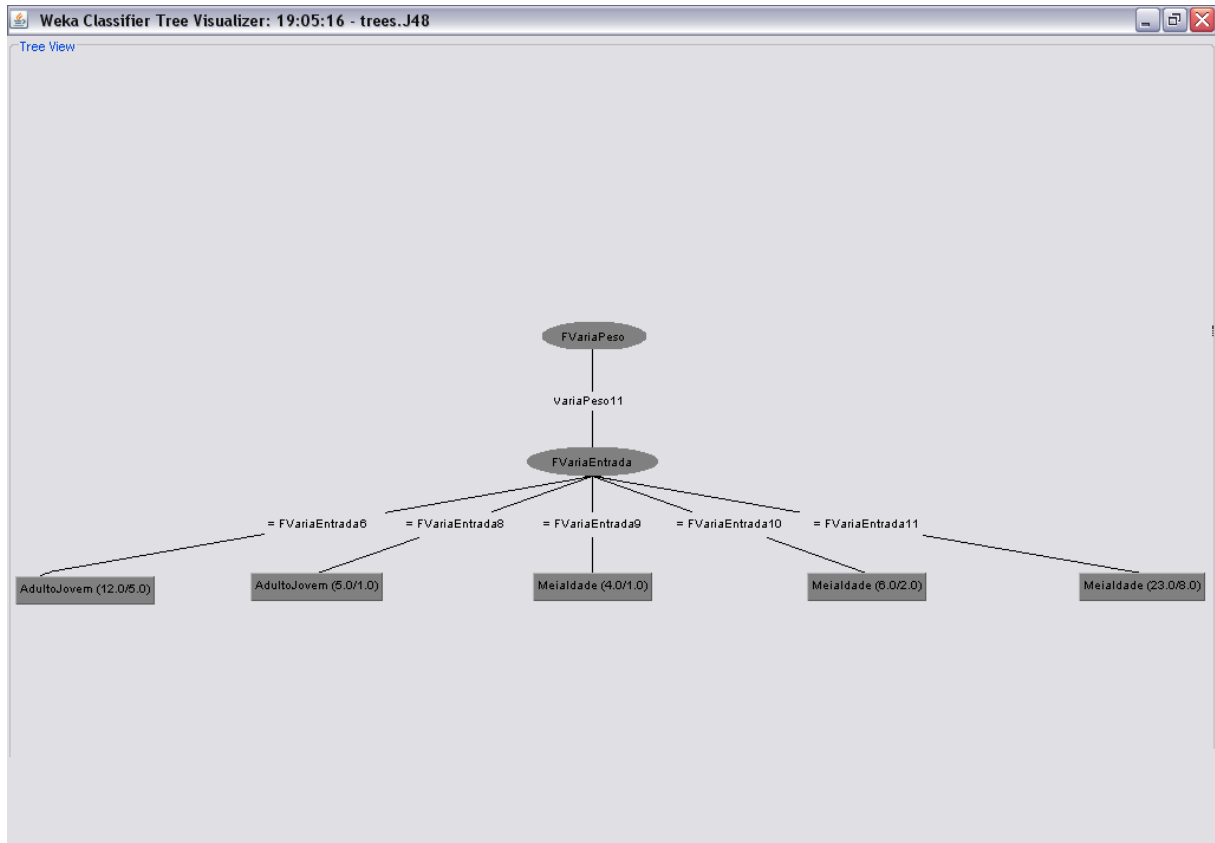 Weka Classifier Tree Visualizer: 19:05:16 - trees.J48
Tree View
FVariaPeso
VariaPeso11
FVariaEntrada
= FVariaEntrada6 = FVariaEntrada8 = FVariaEntrada9 = FVariaEntrada10 = FVariaEntrada11
AdultoJovem (12.0/5.0) AdultoJovem (5.0/1.0) MeiaIdade (4.0/1.0) MeiaIdade (6.0/2.0) MeiaIdade (23.0/8.0)